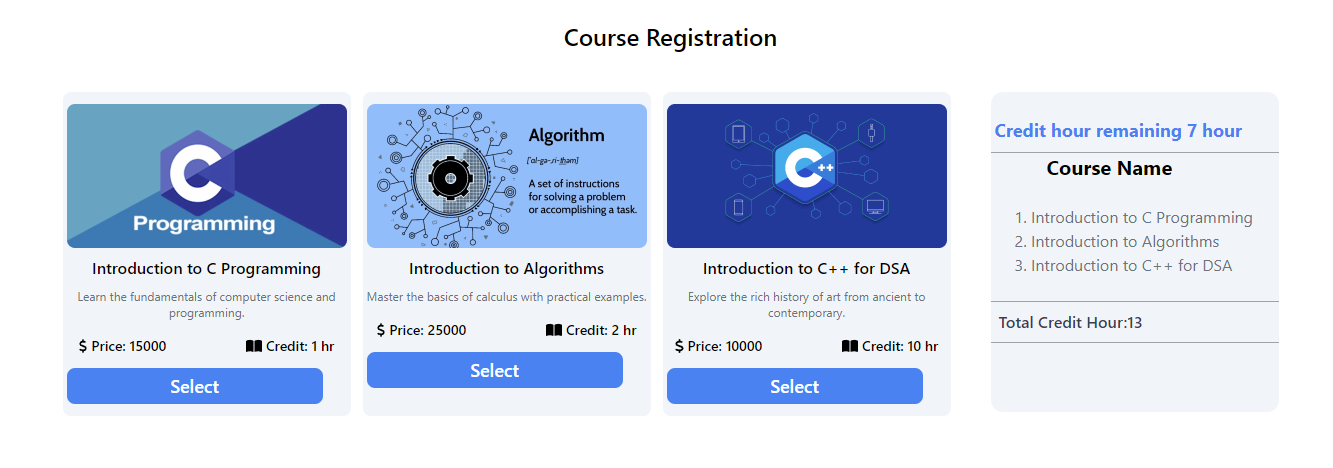 Course Registration
C
Programming
Introduction to C Programming
Learn the fundamentals of computer science and
programming.
Price: 15000 Credit: 1 hr
Select
Algorithm
['al-gə-,ri-t͟həm]
A set of instructions
for solving a problem
or accomplishing a task.
Introduction to Algorithms
Master the basics of calculus with practical examples.
Price: 25000 Credit: 2 hr
Select
C++
Introduction to C++ for DSA
Explore the rich history of art from ancient to
contemporary.
$ Price: 10000 Credit: 10 hr
Select
Credit hour remaining 7 hour
Course Name
1. Introduction to C Programming
2. Introduction to Algorithms
3. Introduction to C++ for DSA
Total Credit Hour:13